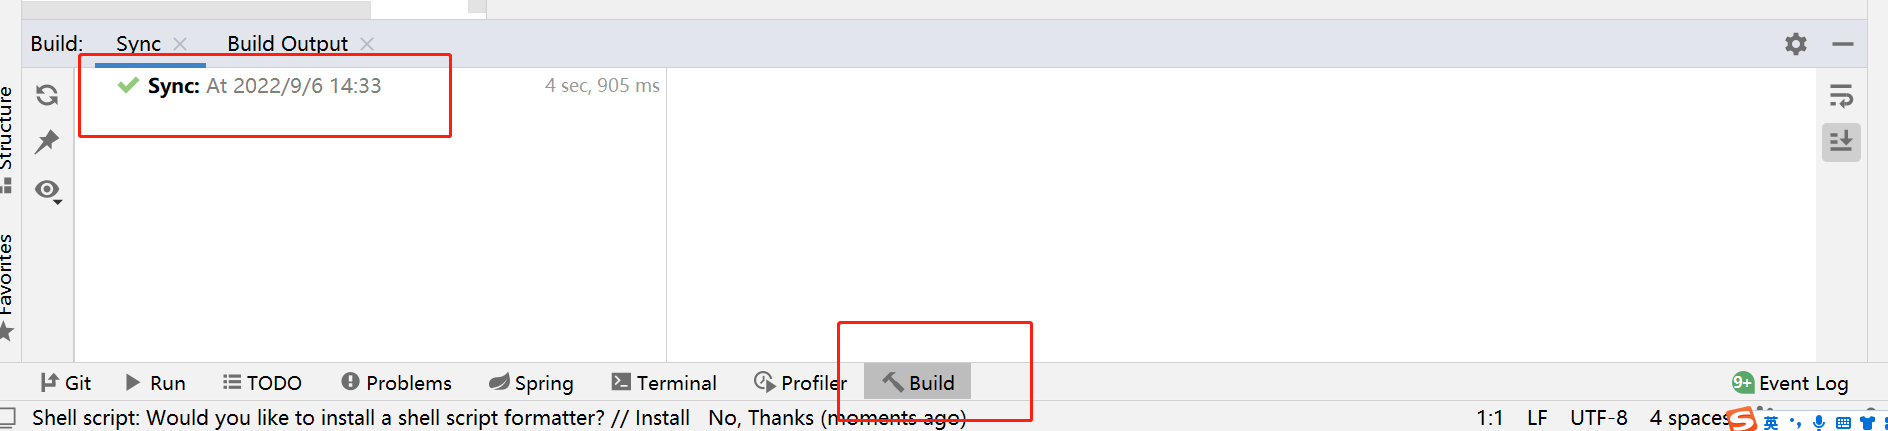 Build: Sync Build Output
Sync: At 2022/9/6 14:33 4 sec, 905 ms
Structure
Favorites
Git Run TODO Problems Spring Terminal Profiler Build 9+ Event Log
Shell script: Would you like to install a shell script formatter? // Install No, Thanks (moments ago) 1:1 LF UTF-8 4 spaces
S 英